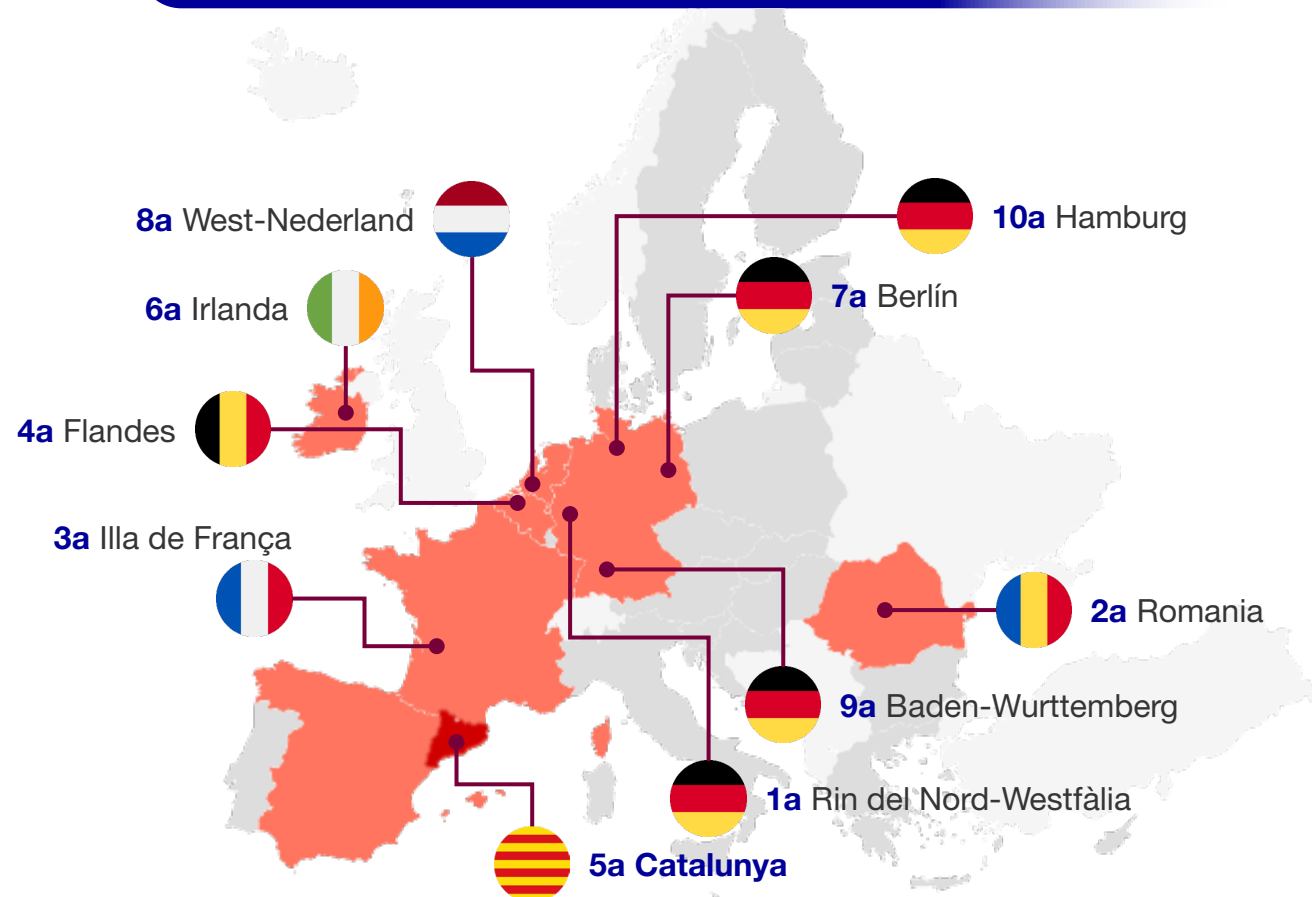 8a West-Nederland
10a Hamburg
6a Irlanda
7a Berlín
4a Flandes
3a Illa de França
2a Romania
9a Baden-Wurttemberg
1a Rin del Nord-Westfàlia
5a Catalunya